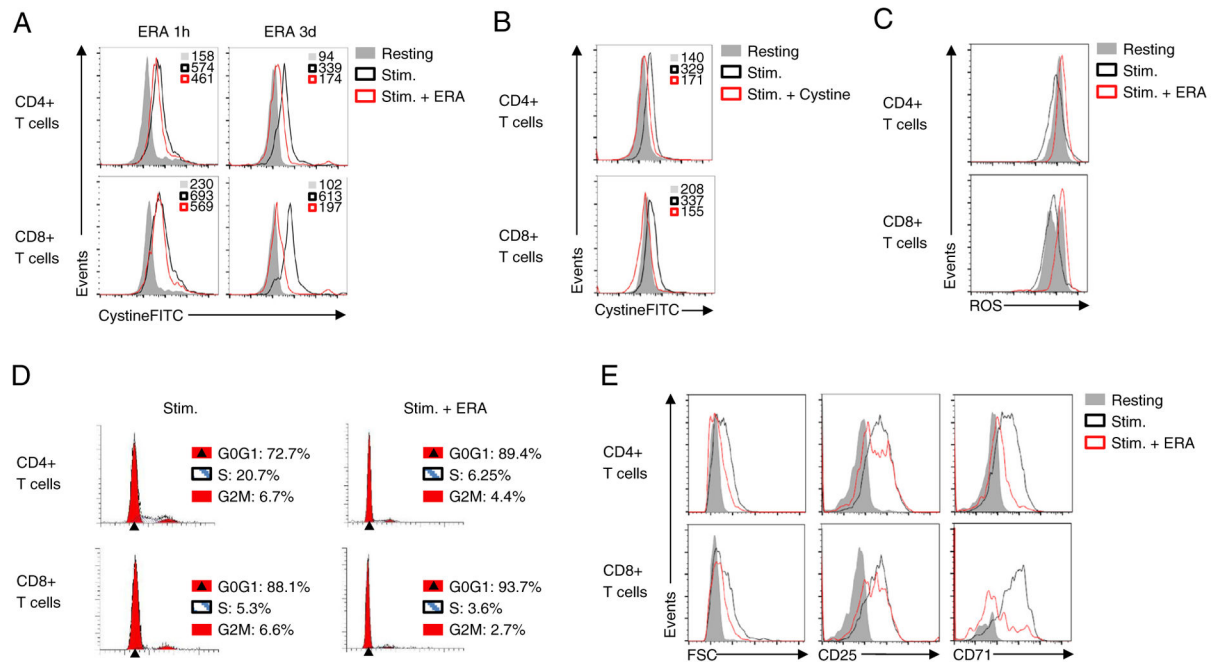 A
ERA 1h
ERA 3d
158
574
461
94
339
174
Resting
Stim.
Stim. + ERA
CD4+
T cells
230
693
569
102
613
197
CD8+
T cells
Events
CystineFITC
B
140
329
171
Resting
Stim.
Stim. + Cystine
CD4+
T cells
208
337
155
CD8+
T cells
Events
CystineFITC
C
Resting
Stim.
Stim. + ERA
CD4+
T cells
CD8+
T cells
Events
ROS
D
Stim.
Stim. + ERA
CD4+
T cells
G0G1: 72.7%
S: 20.7%
G2M: 6.7%
G0G1: 89.4%
S: 6.25%
G2M: 4.4%
CD8+
T cells
G0G1: 88.1%
S: 5.3%
G2M: 6.6%
G0G1: 93.7%
S: 3.6%
G2M: 2.7%
E
Resting
Stim.
Stim. + ERA
CD4+
T cells
CD8+
T cells
Events
FSC
CD25
CD71